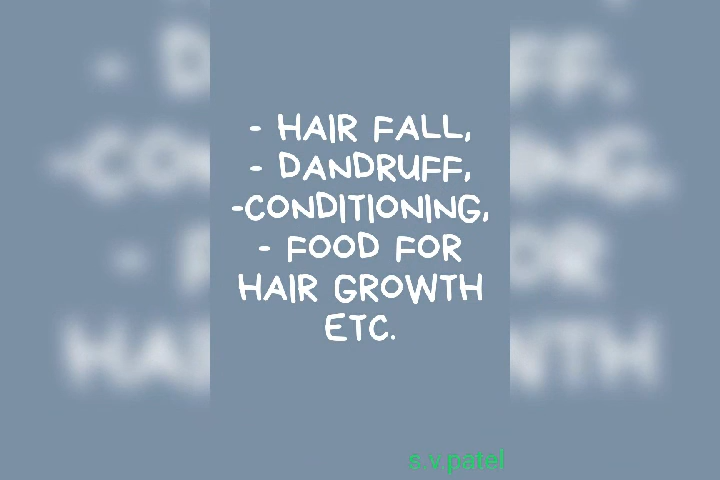 - HAIR FALL,
- DANDRUFF,
-CONDITIONING,
- FOOD FOR
HAIR GROWTH
ETC.
s.v.patel